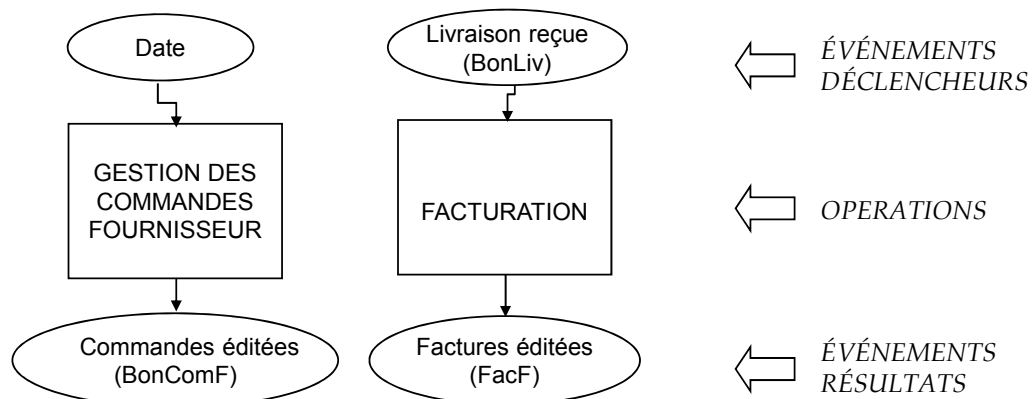 Date
Livraison reçue
(BonLiv)
ÉVÉNEMENTS
DÉCLENCHEURS
GESTION DES
COMMANDES
FOURNISSEUR
FACTURATION
OPERATIONS
Commandes éditées
(BonComF)
Factures éditées
(FacF)
ÉVÉNEMENTS
RÉSULTATS